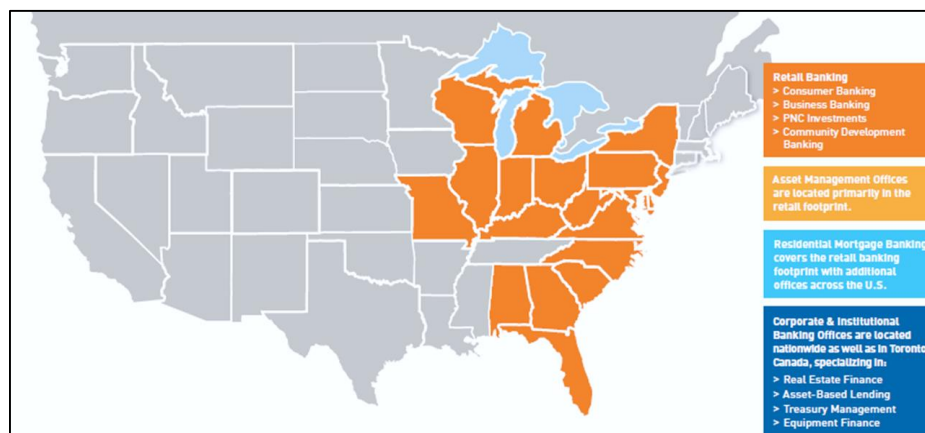 Retail Banking
> Consumer Banking
> Business Banking
> PNC Investments
> Community Development
Banking
Asset Management Offices
are located primarily in the
retail footprint.
Residential Mortgage Banking
covers the retail banking
footprint with additional
offices across the U.S.
Corporate & Institutional
Banking Offices are located
nationwide as well as in Toronto
Canada, specializing in:
> Real Estate Finance
> Asset-Based Lending
> Treasury Management
> Equipment Finance